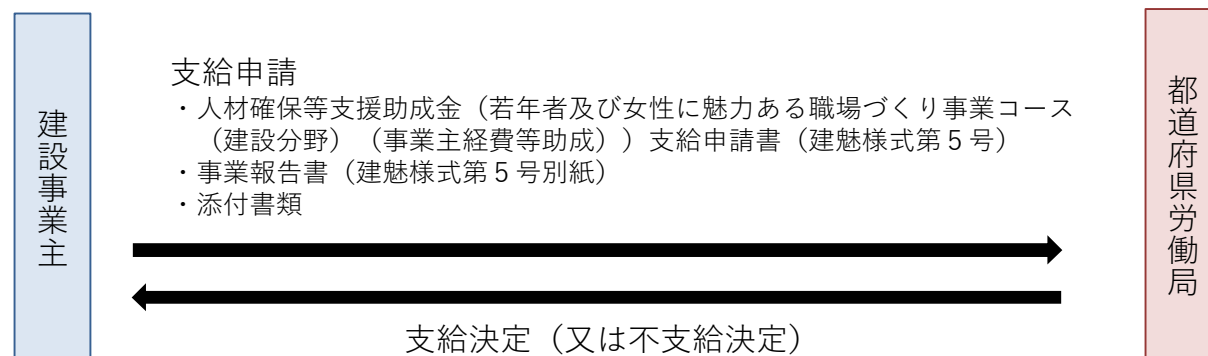 建設事業主
支給申請
・人材確保等支援助成金（若年者及び女性に魅力ある職場づくり事業コース
（建設分野）（事業主経費等助成））支給申請書（建魅様式第５号）
・事業報告書（建魅様式第５号別紙）
・添付書類
支給決定（又は不支給決定）
都道府県労働局